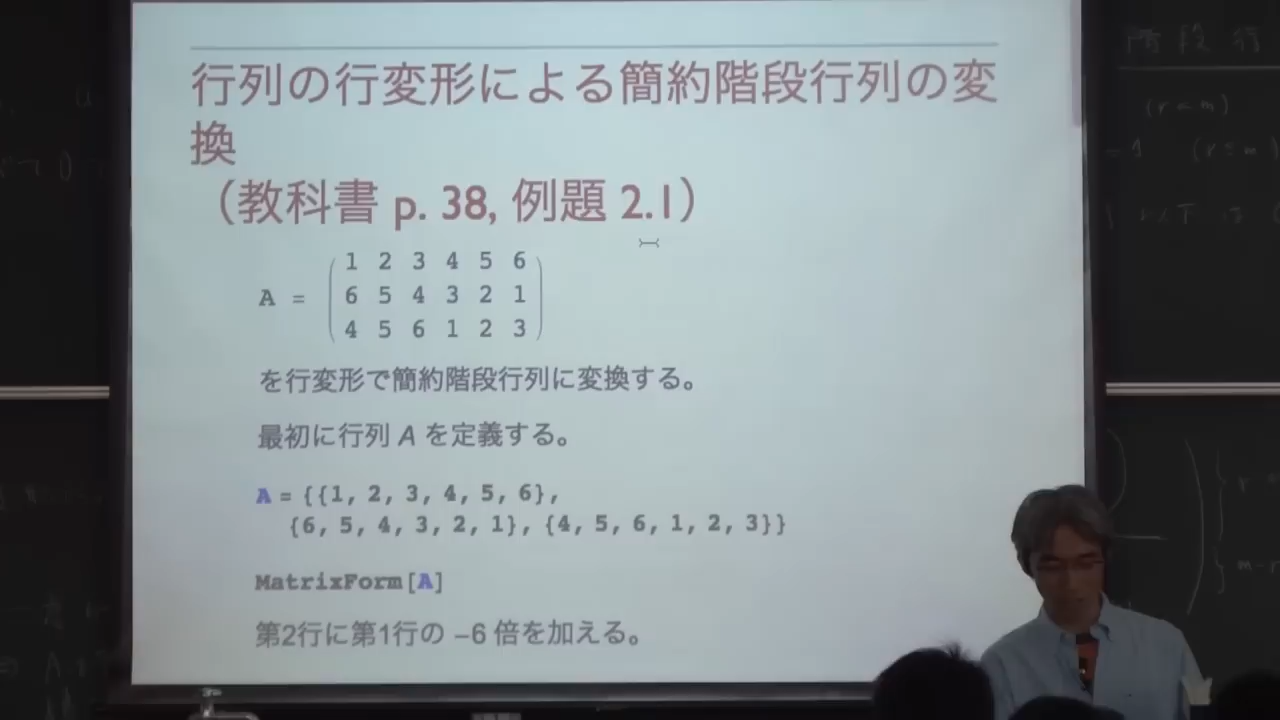 行列の行変形による簡約階段行列の変
換
（教科書 p. 38, 例題 2.1）
1 2 3 4 5 6
A = 6 5 4 3 2 1
4 5 6 1 2 3
を行変形で簡約階段行列に変換する。
最初に行列 A を定義する。
A = {{1, 2, 3, 4, 5, 6},
{6, 5, 4, 3, 2, 1}, {4, 5, 6, 1, 2, 3}}
MatrixForm[A]
第2行に第1行の −6 倍を加える。
階段行
(r < m)
以下